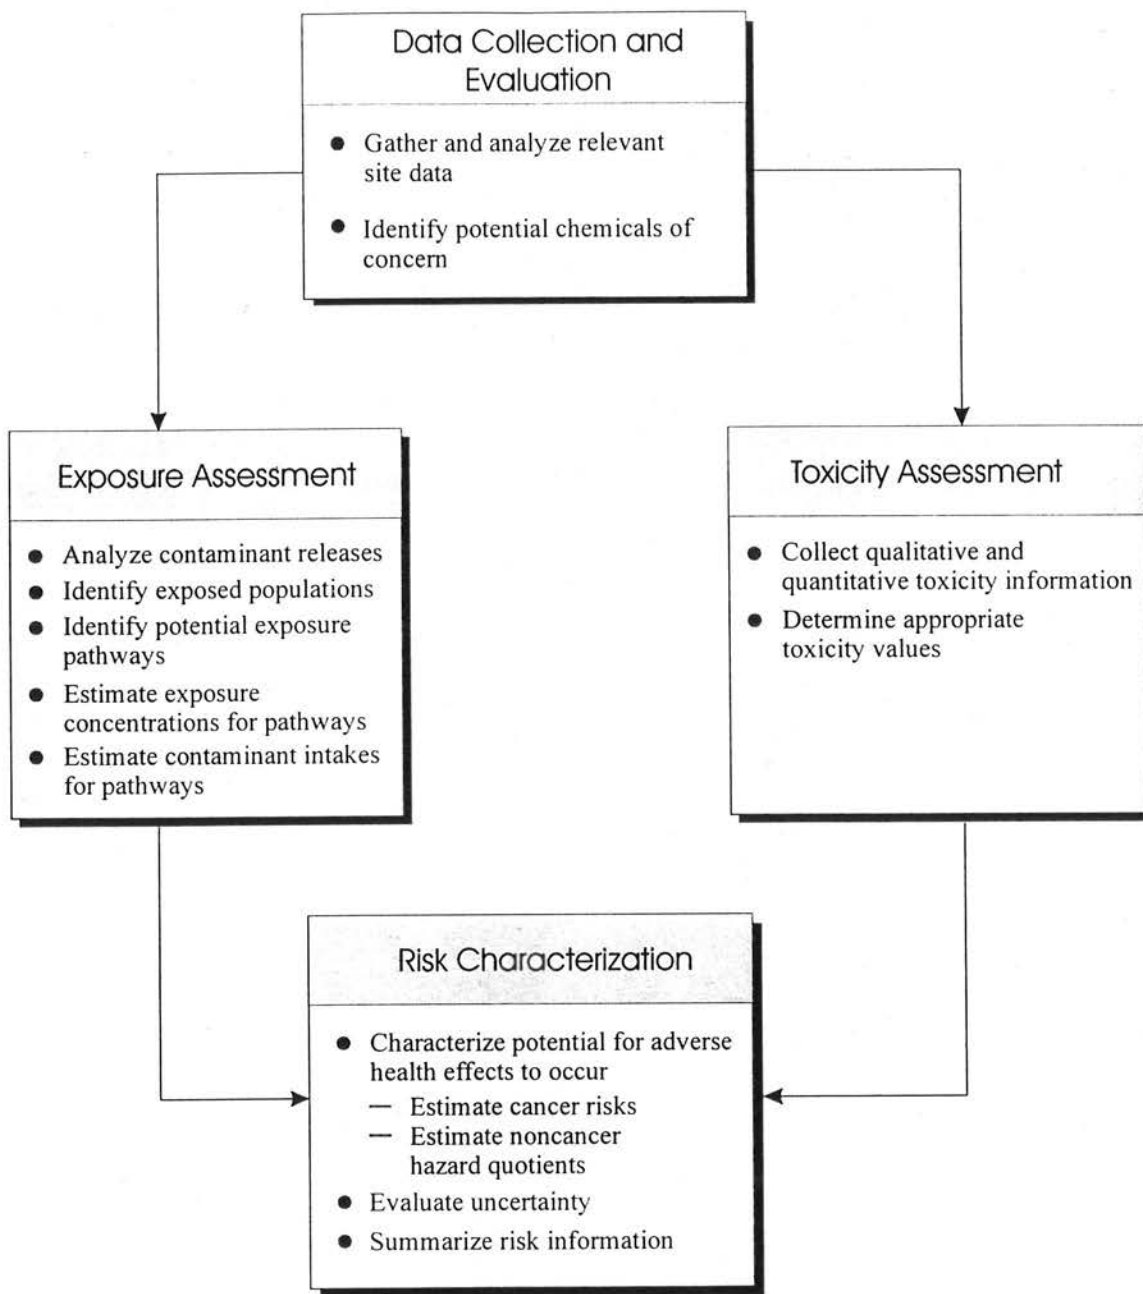 Data Collection and
Evaluation
● Gather and analyze relevant
site data
● Identify potential chemicals of
concern
Exposure Assessment
● Analyze contaminant releases
● Identify exposed populations
● Identify potential exposure
pathways
● Estimate exposure
concentrations for pathways
● Estimate contaminant intakes
for pathways
Toxicity Assessment
● Collect qualitative and
quantitative toxicity information
● Determine appropriate
toxicity values
Risk Characterization
● Characterize potential for adverse
health effects to occur
— Estimate cancer risks
— Estimate noncancer
hazard quotients
● Evaluate uncertainty
● Summarize risk information